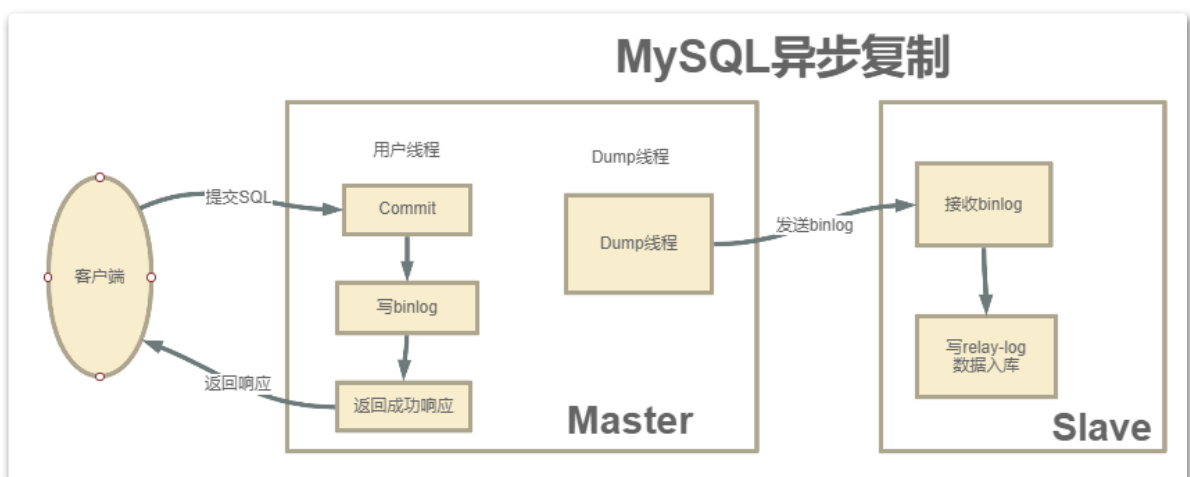 MySQL异步复制
用户线程
Dump线程
提交SQL
Commit
接收binlog
发送binlog
Dump线程
客户端
写binlog
写relay-log
数据入库
返回响应
返回成功响应
Master
Slave